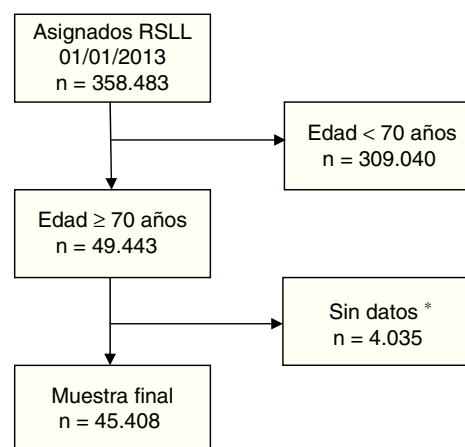 Asignados RSLL
01/01/2013
n = 358.483
Edad < 70 años
n = 309.040
Edad ≥ 70 años
n = 49.443
Sin datos *
n = 4.035
Muestra final
n = 45.408